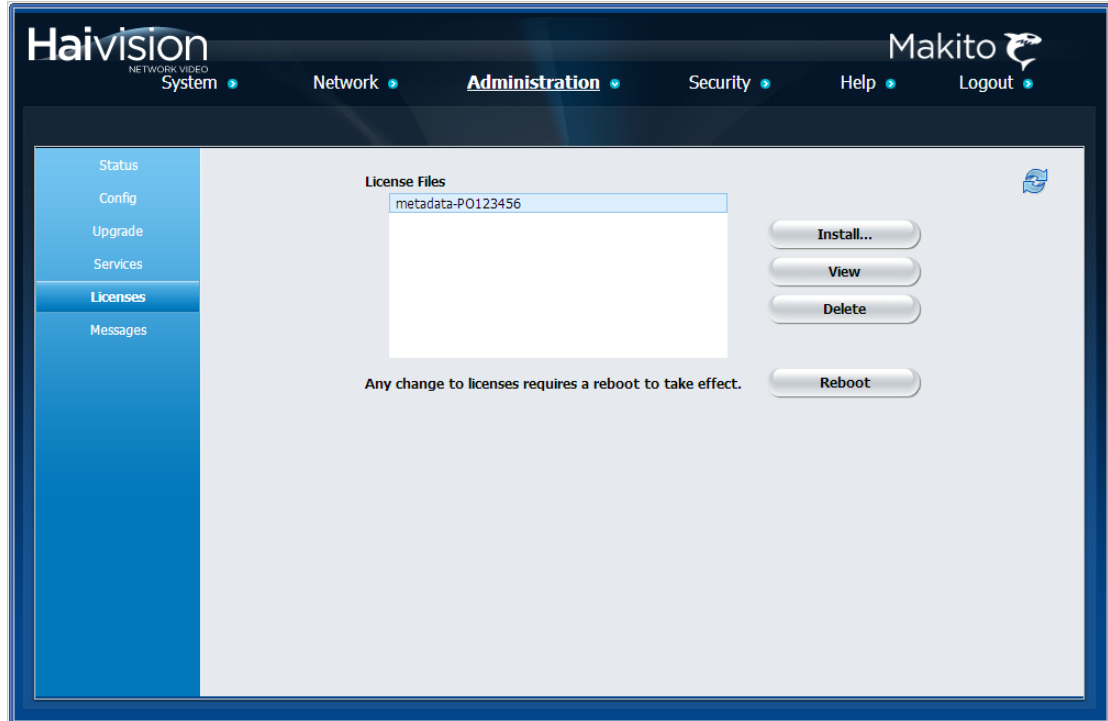 Haivision
NETWORK VIDEO
Makito
System Network Administration Security Help Logout
Status
Config
Upgrade
Services
Licenses
Messages
License Files
metadata-PO123456
Install...
View
Delete
Any change to licenses requires a reboot to take effect.
Reboot